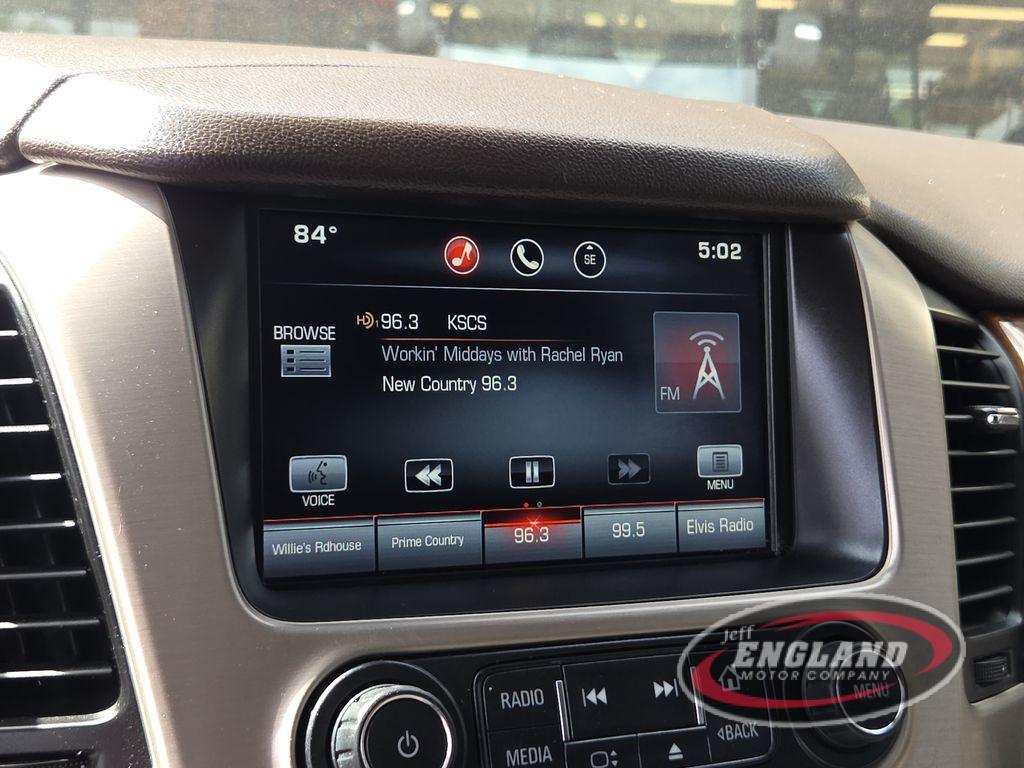 84°
SE
5:02
HD1 96.3 KSCS
BROWSE
Workin' Middays with Rachel Ryan
New Country 96.3
FM
VOICE
MENU
Willie's Rdhouse
Prime Country
96.3
99.5
Elvis Radio
RADIO
MEDIA
BACK
MENU
Jeff
ENGLAND
MOTOR COMPANY